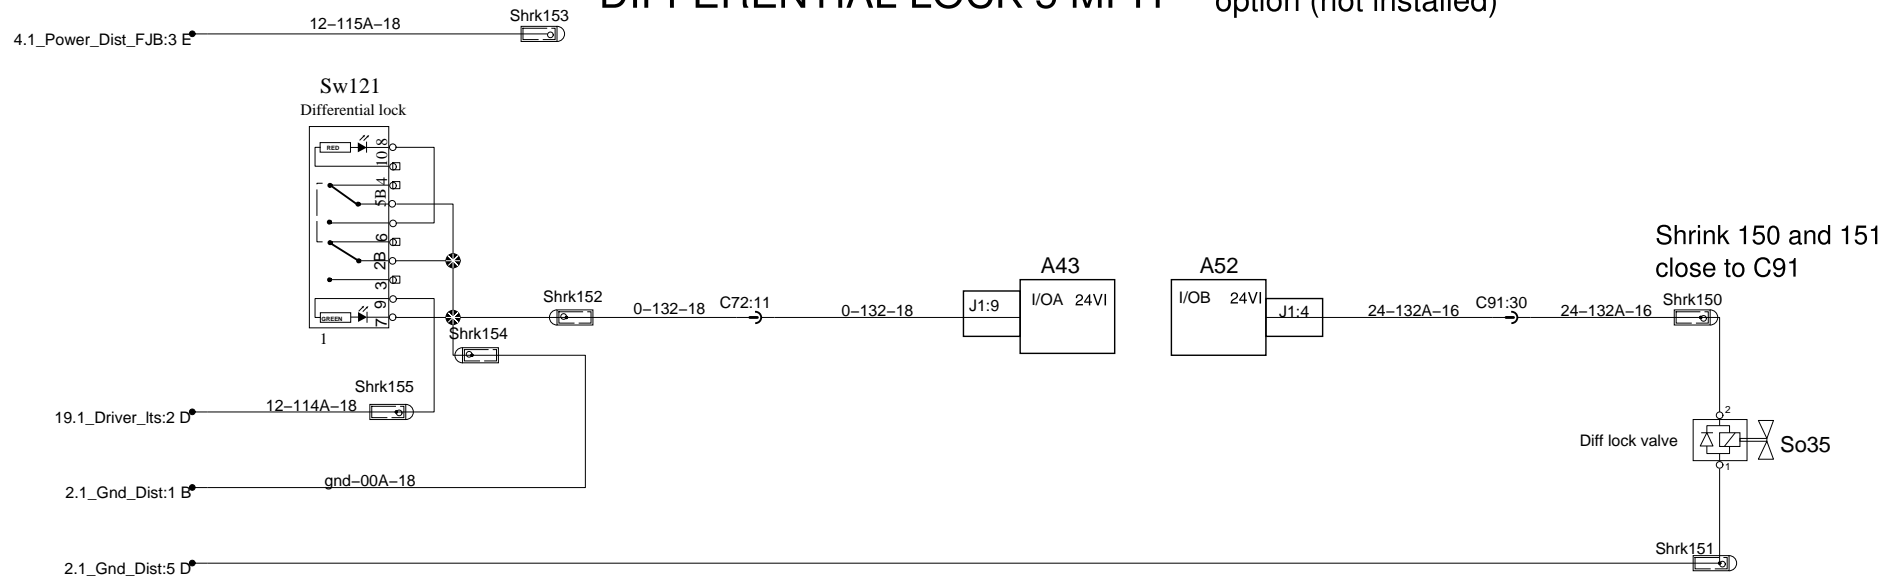 DIFFERENTIAL LOCK 5 MPH
option (not installed)
Shrk153
12-115A-18
4.1_Power_Dist_FJB:3 E
Sw121
Differential lock
RED
8
10
4
5B
6
2B
3
9
GREEN
7
1
Shrk152
0-132-18
C72:11
0-132-18
J1:9
A43
I/OA 24VI
A52
I/OB 24VI
J1:4
24-132A-16
C91:30
24-132A-16
Shrink 150 and 151
close to C91
Shrk150
Shrk154
Shrk155
12-114A-18
19.1_Driver_lts:2 D
2
Diff lock valve
So35
1
gnd-00A-18
2.1_Gnd_Dist:1 B
Shrk151
2.1_Gnd_Dist:5 D